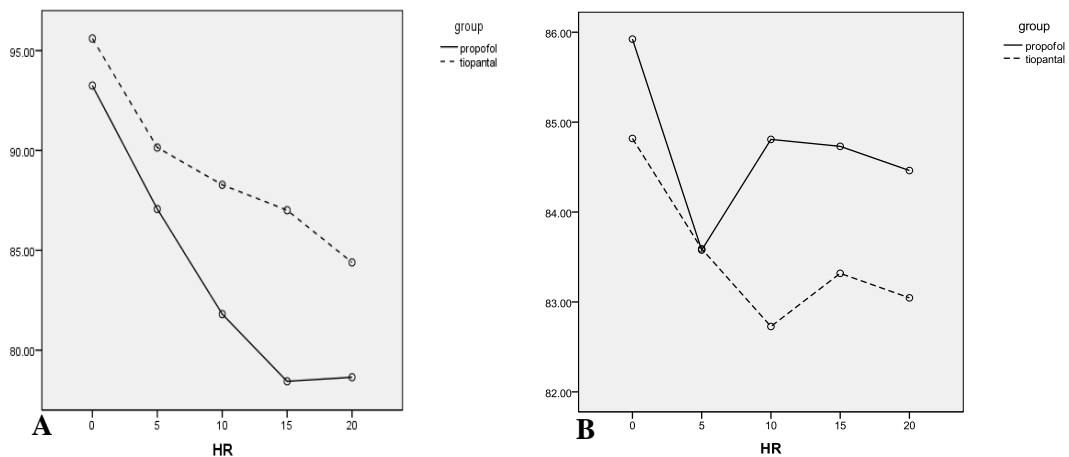 group
propofol
tiopantal
95.00
90.00
85.00
80.00
0 5 10 15 20
HR
A
group
propofol
tiopantal
86.00
85.00
84.00
83.00
82.00
0 5 10 15 20
HR
B